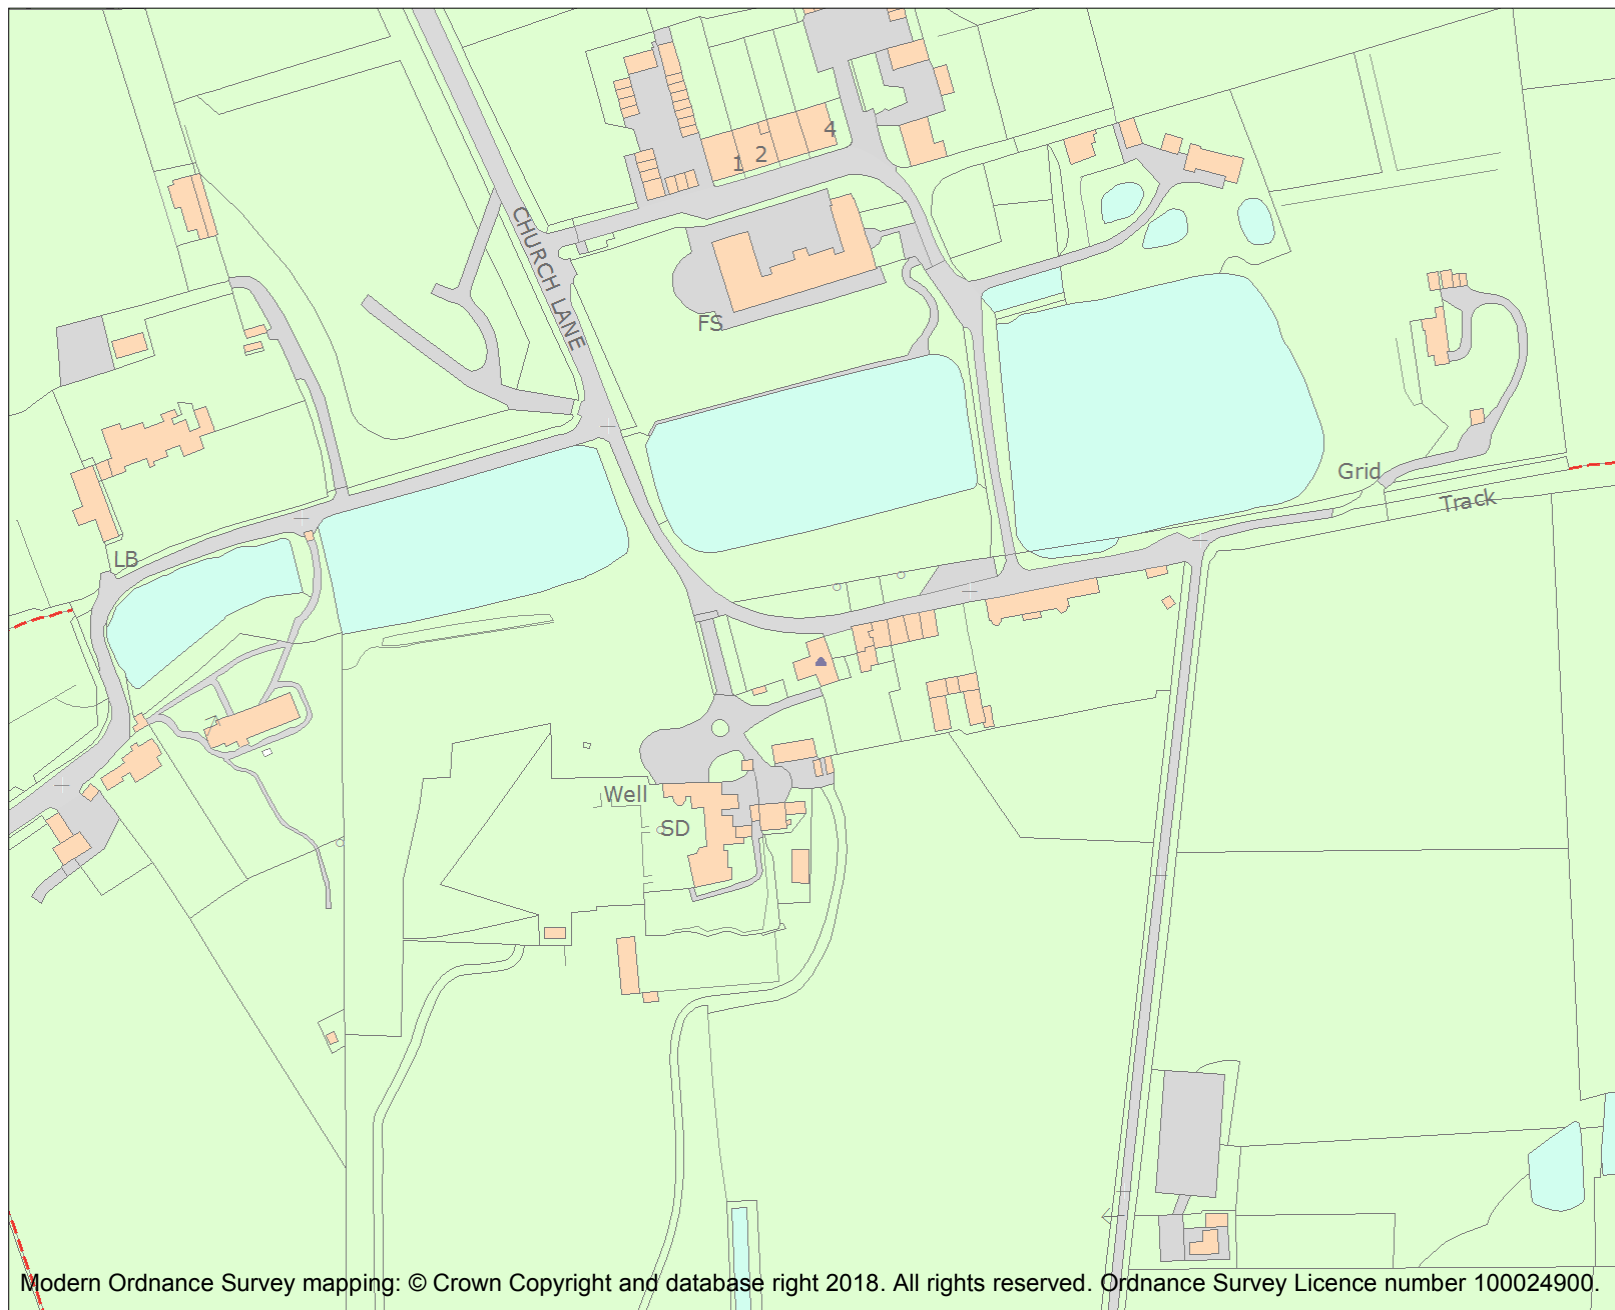 4
1
2
CHURCH LANE
FS
Grid
Track
LB
Well
SD
Modern Ordnance Survey mapping: © Crown Copyright and database right 2018. All rights reserved. Ordnance Survey Licence number 100024900.